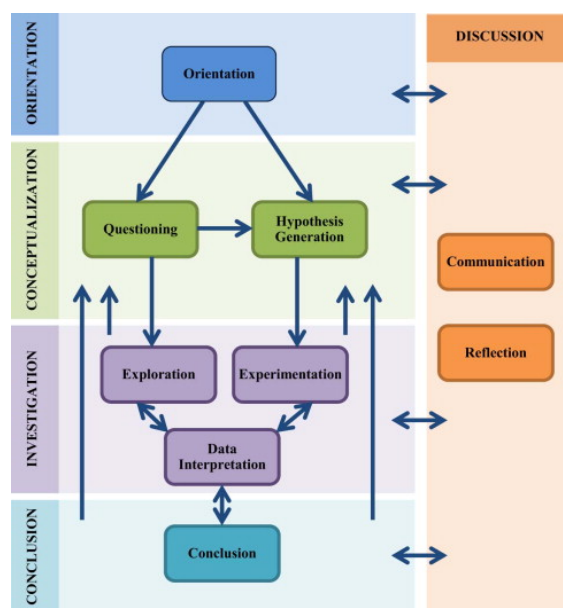 ORIENTATION
Orientation
CONCEPTUALIZATION
Questioning
Hypothesis
Generation
INVESTIGATION
Exploration
Experimentation
Data
Interpretation
CONCLUSION
Conclusion
DISCUSSION
Communication
Reflection